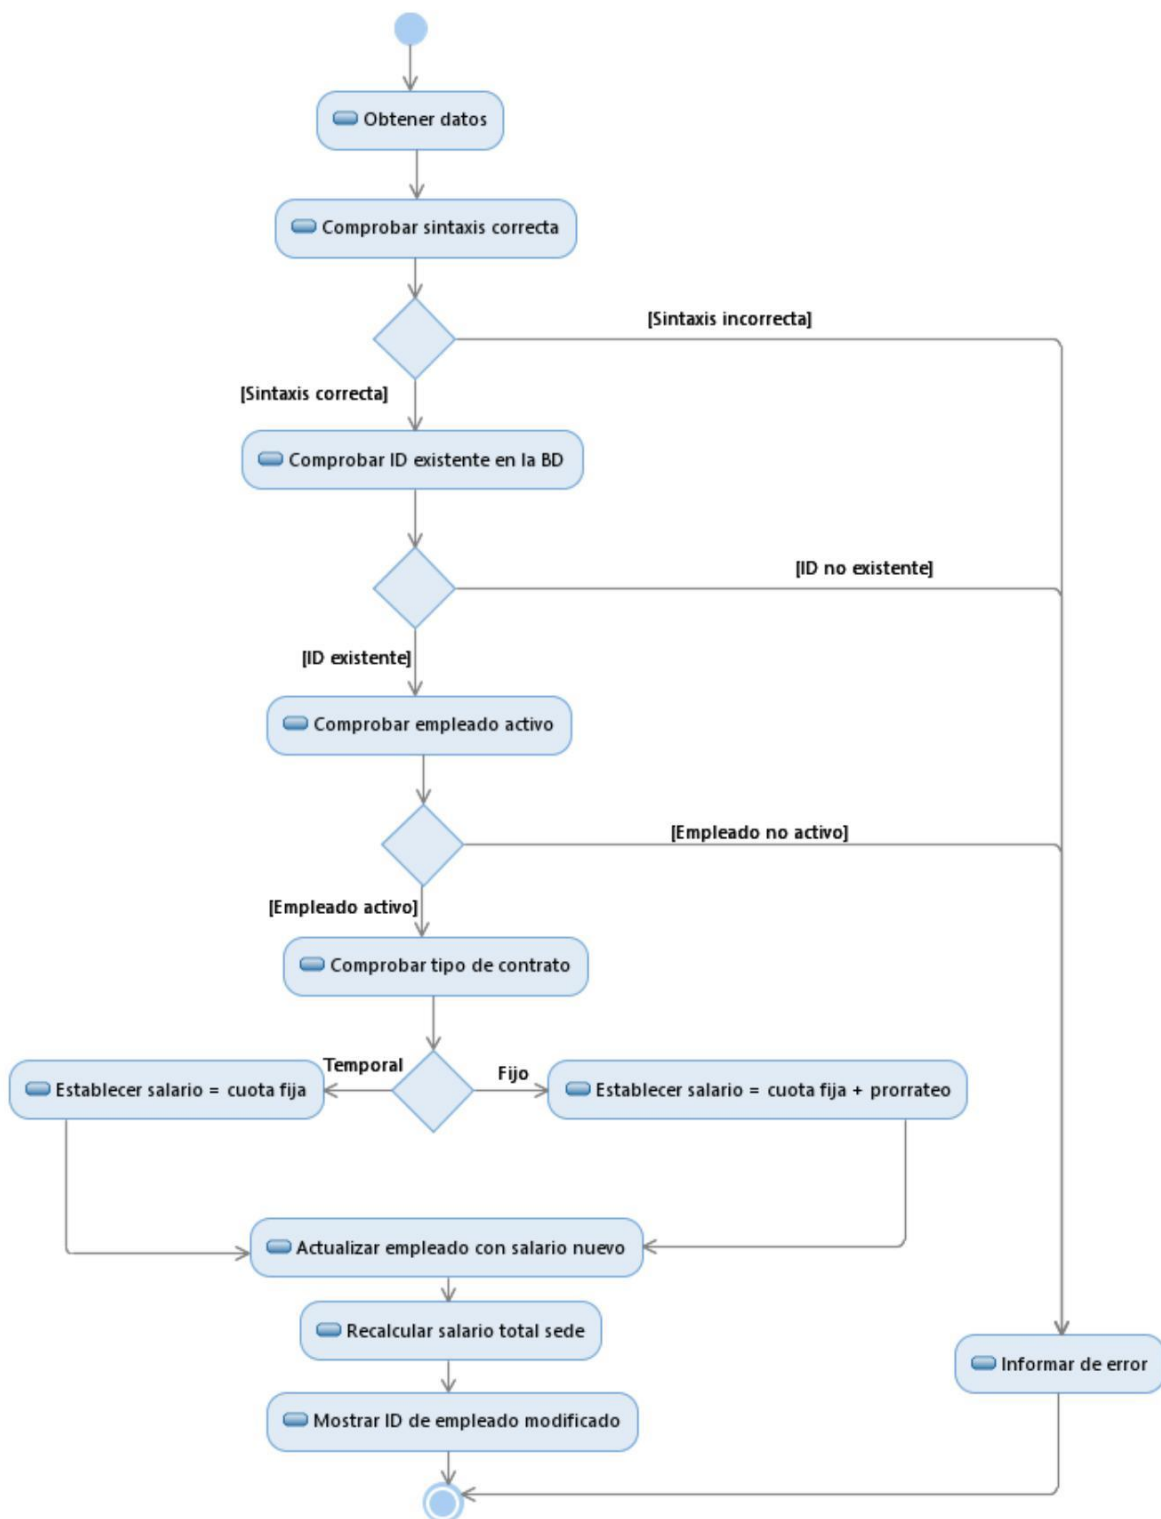 Obtener datos
Comprobar sintaxis correcta
[Sintaxis incorrecta]
[Sintaxis correcta]
Comprobar ID existente en la BD
[ID no existente]
[ID existente]
Comprobar empleado activo
[Empleado no activo]
[Empleado activo]
Comprobar tipo de contrato
Temporal
Fijo
Establecer salario = cuota fija
Establecer salario = cuota fija + prorrateo
Actualizar empleado con salario nuevo
Recalcular salario total sede
Informar de error
Mostrar ID de empleado modificado